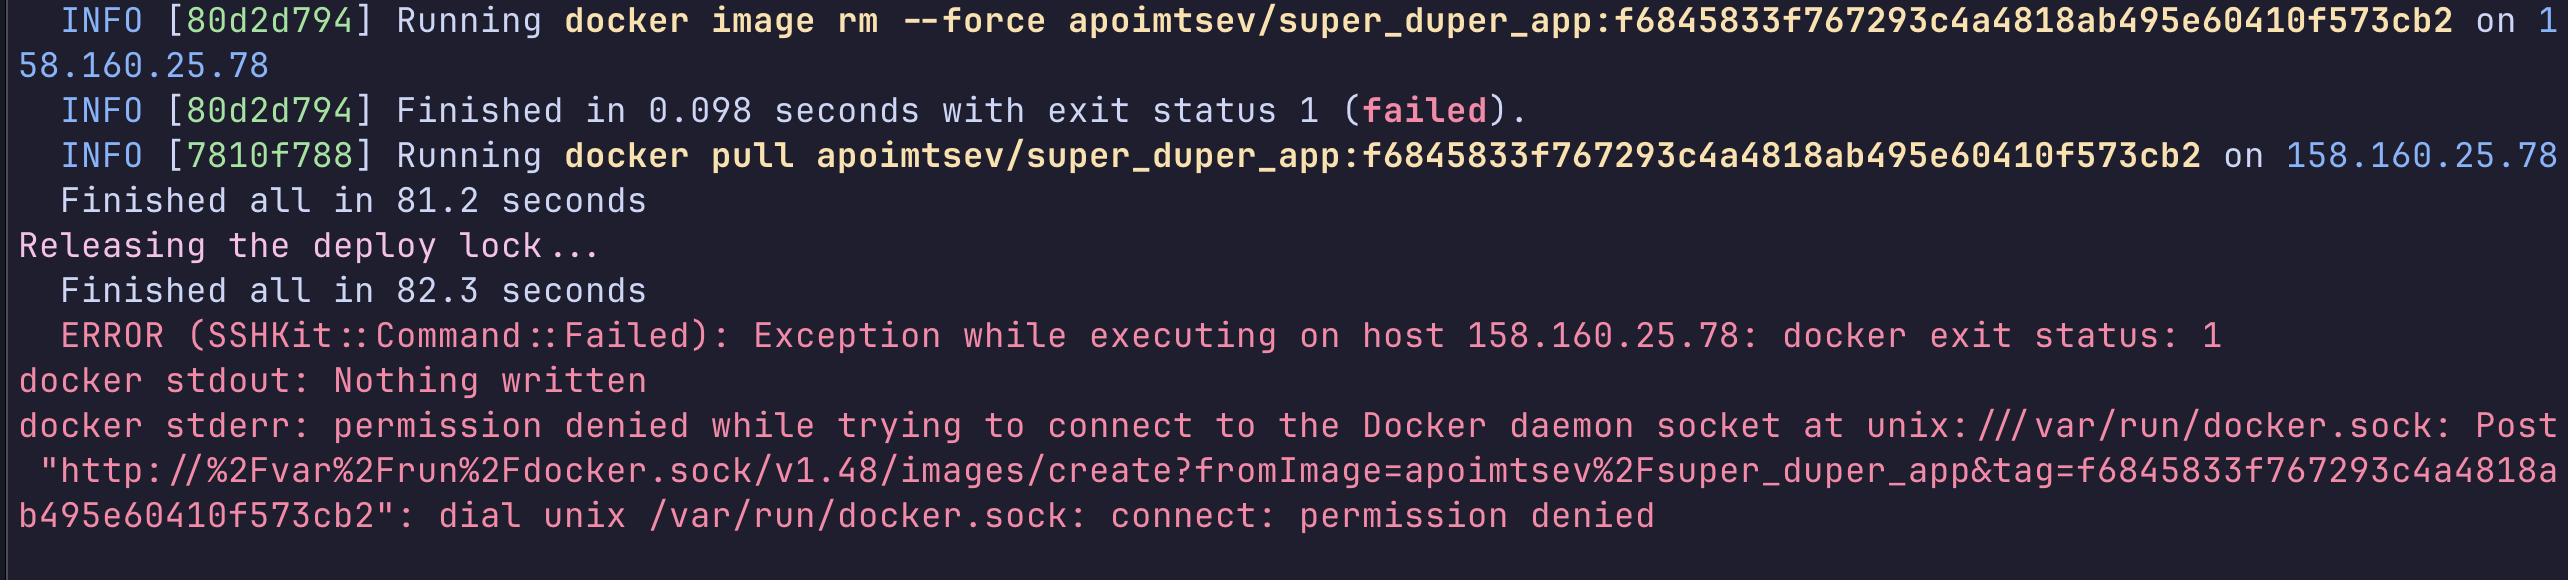 INFO [80d2d794] Running docker image rm --force apoimtsev/super_duper_app:f6845833f767293c4a4818ab495e60410f573cb2 on 1
58.160.25.78
INFO [80d2d794] Finished in 0.098 seconds with exit status 1 (failed).
INFO [7810f788] Running docker pull apoimtsev/super_duper_app:f6845833f767293c4a4818ab495e60410f573cb2 on 158.160.25.78
Finished all in 81.2 seconds
Releasing the deploy lock...
Finished all in 82.3 seconds
ERROR (SSHKit::Command::Failed): Exception while executing on host 158.160.25.78: docker exit status: 1
docker stdout: Nothing written
docker stderr: permission denied while trying to connect to the Docker daemon socket at unix:///var/run/docker.sock: Post
"http://%2Fvar%2Frun%2Fdocker.sock/v1.48/images/create?fromImage=apoimtsev%2Fsuper_duper_app&tag=f6845833f767293c4a4818a
b495e60410f573cb2": dial unix /var/run/docker.sock: connect: permission denied